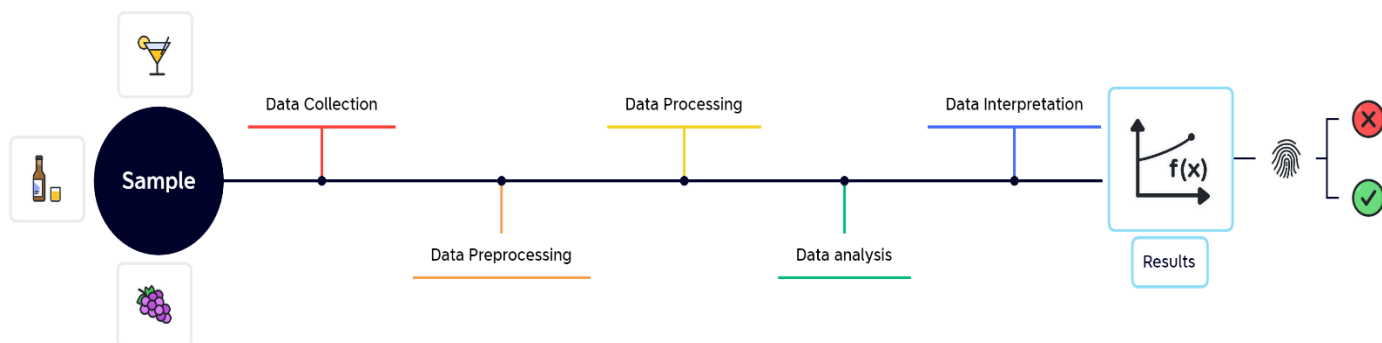 Sample
Data Collection
Data Preprocessing
Data Processing
Data analysis
Data Interpretation
f(x)
Results